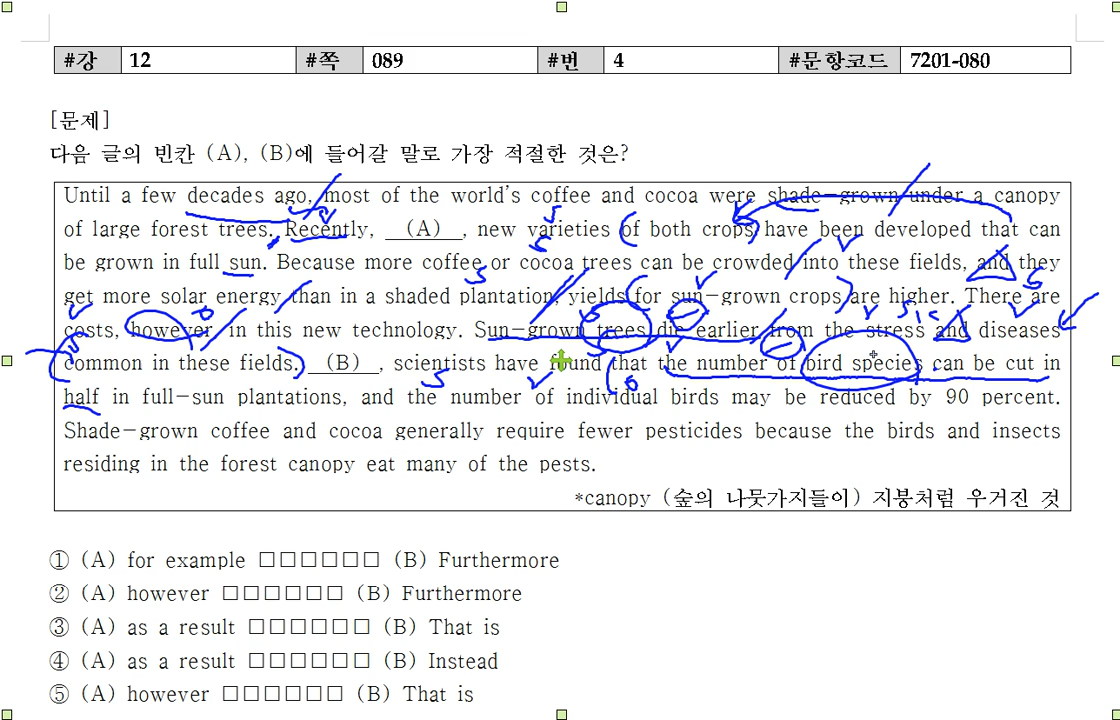 #강 12 #쪽 089 #번 4 #문항코드 7201-080
[문제]
다음 글의 빈칸 (A), (B)에 들어갈 말로 가장 적절한 것은?
Until a few decades ago, most of the world's coffee and cocoa were shade-grown under a canopy
of large forest trees. Recently, (A) , new varieties of both crops have been developed that can
be grown in full sun. Because more coffee or cocoa trees can be crowded into these fields, and they
get more solar energy than in a shaded plantation, yields for sun-grown crops are higher. There are
costs, however, in this new technology. Sun-grown trees die earlier from the stress and diseases
common in these fields. (B) , scientists have found that the number of bird species can be cut in
half in full-sun plantations, and the number of individual birds may be reduced by 90 percent.
Shade-grown coffee and cocoa generally require fewer pesticides because the birds and insects
residing in the forest canopy eat many of the pests.
*canopy (숲의 나뭇가지들이) 지붕처럼 우거진 것
① (A) for example □□□□□□ (B) Furthermore
② (A) however □□□□□□ (B) Furthermore
③ (A) as a result □□□□□□ (B) That is
④ (A) as a result □□□□□□ (B) Instead
⑤ (A) however □□□□□□ (B) That is